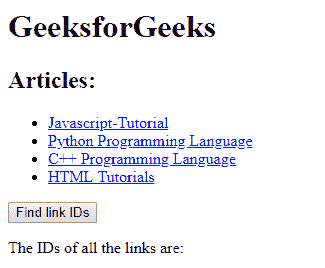 GeeksforGeeks
Articles:
Javascript-Tutorial
Python Programming Language
C++ Programming Language
HTML Tutorials
Find link IDs
The IDs of all the links are: